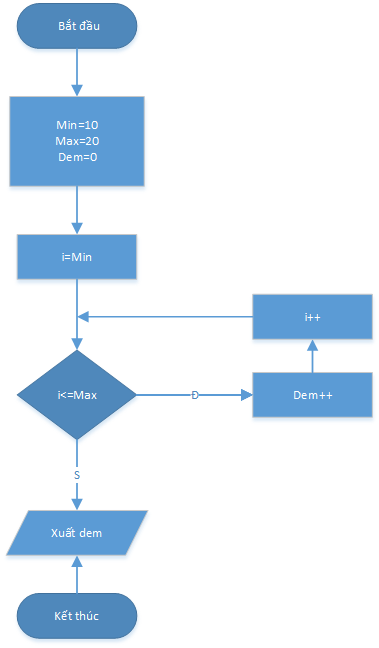 Bắt đầu
Min=10
Max=20
Dem=0
i=Min
i++
i<=Max
Đ
Dem++
S
Xuất dem
Kết thúc